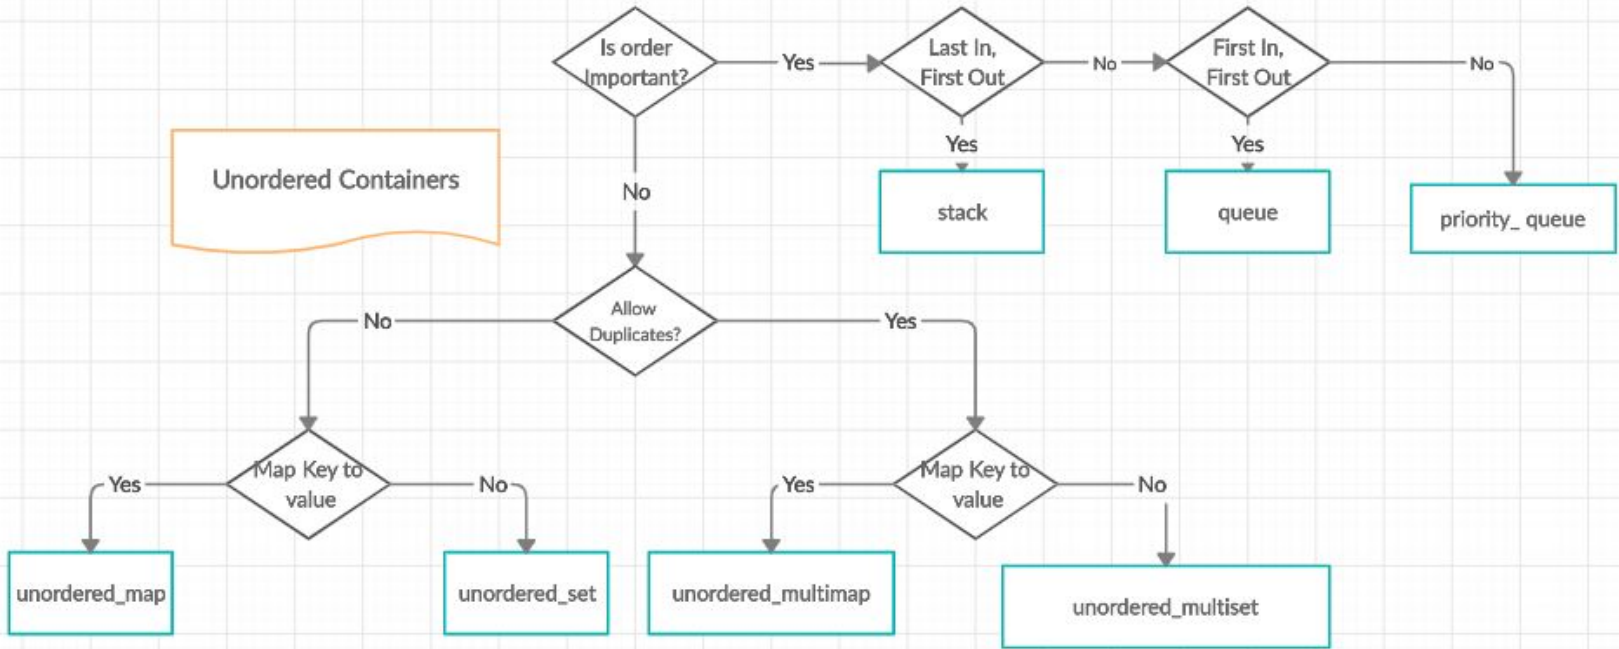 Is order
Important?
Yes
Last In,
First Out
No
First In,
First Out
No
Yes
Yes
Unordered Containers
No
stack
queue
priority_ queue
Allow
Duplicates?
No
Yes
Map Key to
value
Yes
No
Map Key to
value
Yes
No
unordered_map
unordered_set
unordered_multimap
unordered_multiset